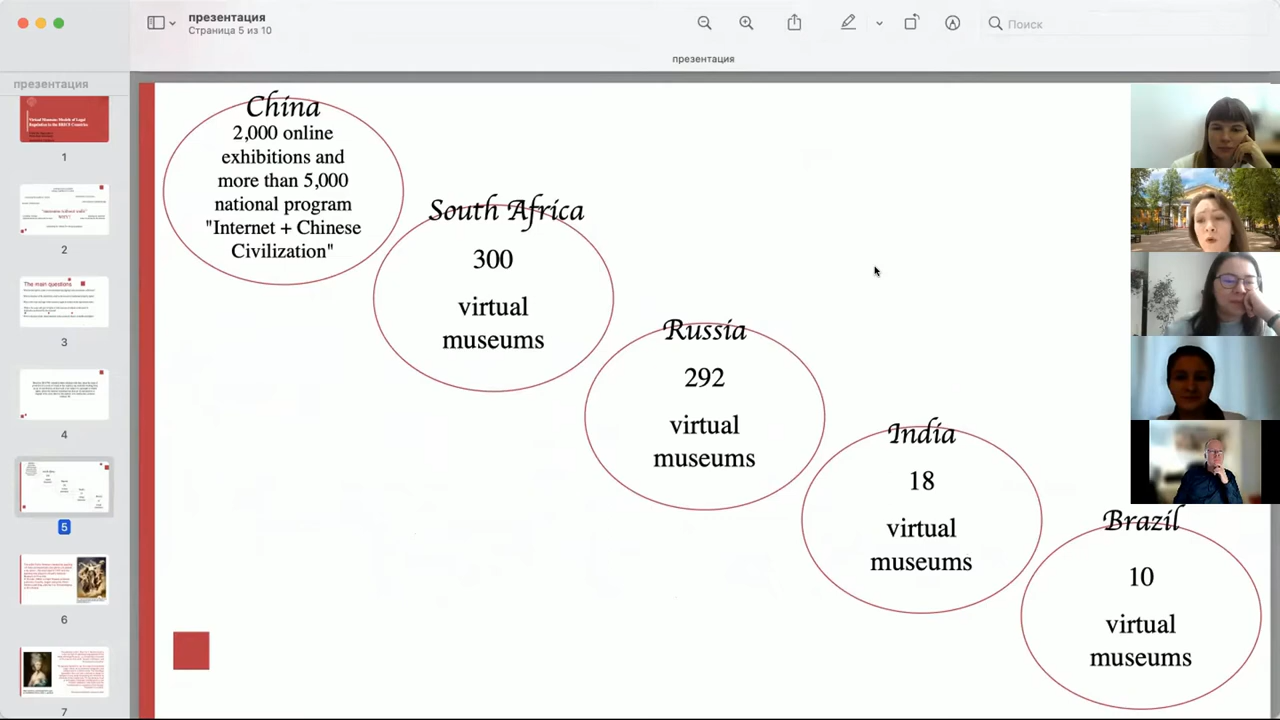 презентация
Страница 5 из 10
Поиск
презентация
презентация
1
2
The main questions
3
4
5
6
7
China
2,000 online
exhibitions and
more than 5,000
national program
"Internet + Chinese
Civilization"
South Africa
300
virtual
museums
Russia
292
virtual
museums
India
18
virtual
museums
Brazil
10
virtual
museums